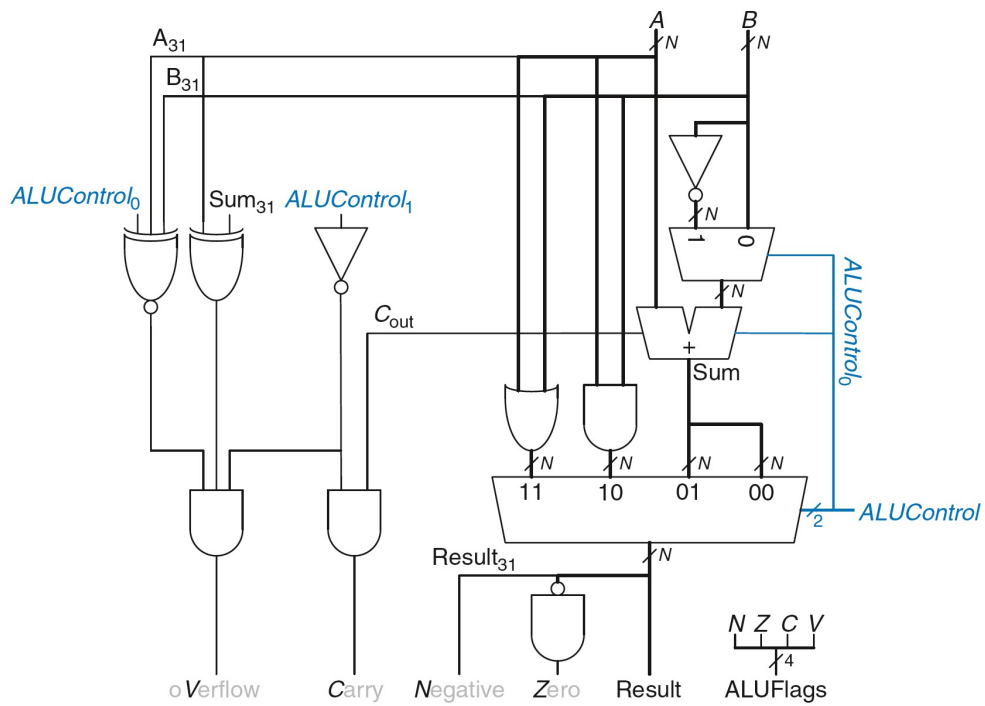 A B
A31 N N
B31
ALUControl0 Sum31 ALUControl1
N
1 0
N
ALUControl0
Cout
+
Sum
N N N N
11 10 01 00
2 ALUControl
Result31 N
N Z C V
4
oVerflow Carry Negative Zero Result ALUFlags